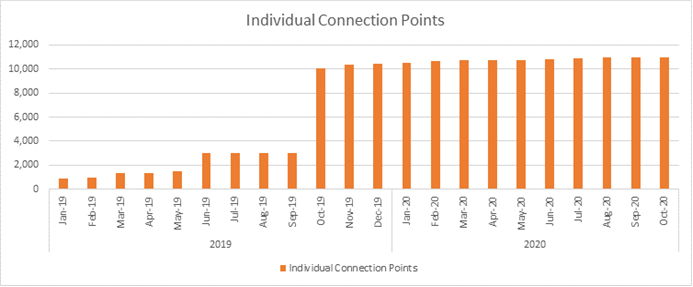 Individual Connection Points
12,000
10,000
8,000
6,000
4,000
2,000
0
Jan-19 Feb-19 Mar-19 Apr-19 May-19 Jun-19 Jul-19 Aug-19 Sep-19 Oct-19 Nov-19 Dec-19 Jan-20 Feb-20 Mar-20 Apr-20 May-20 Jun-20 Jul-20 Aug-20 Sep-20 Oct-20
2019 2020
Individual Connection Points